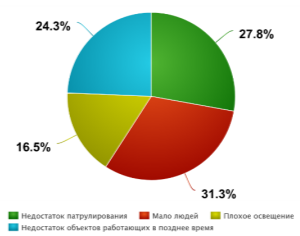 24.3%
27.8%
16.5%
31.3%
Недостаток патрулирования Мало людей Плохое освещение
Недостаток объектов работающих в позднее время